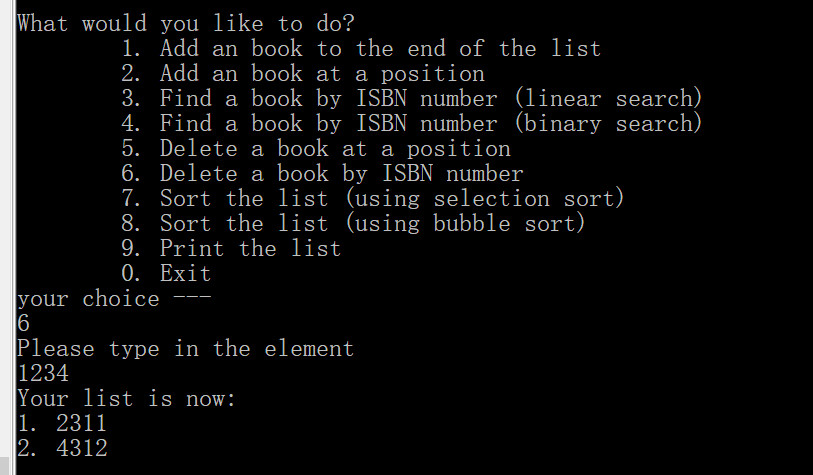 What would you like to do?
1. Add an book to the end of the list
2. Add an book at a position
3. Find a book by ISBN number (linear search)
4. Find a book by ISBN number (binary search)
5. Delete a book at a position
6. Delete a book by ISBN number
7. Sort the list (using selection sort)
8. Sort the list (using bubble sort)
9. Print the list
0. Exit
your choice ---
6
Please type in the element
1234
Your list is now:
1. 2311
2. 4312